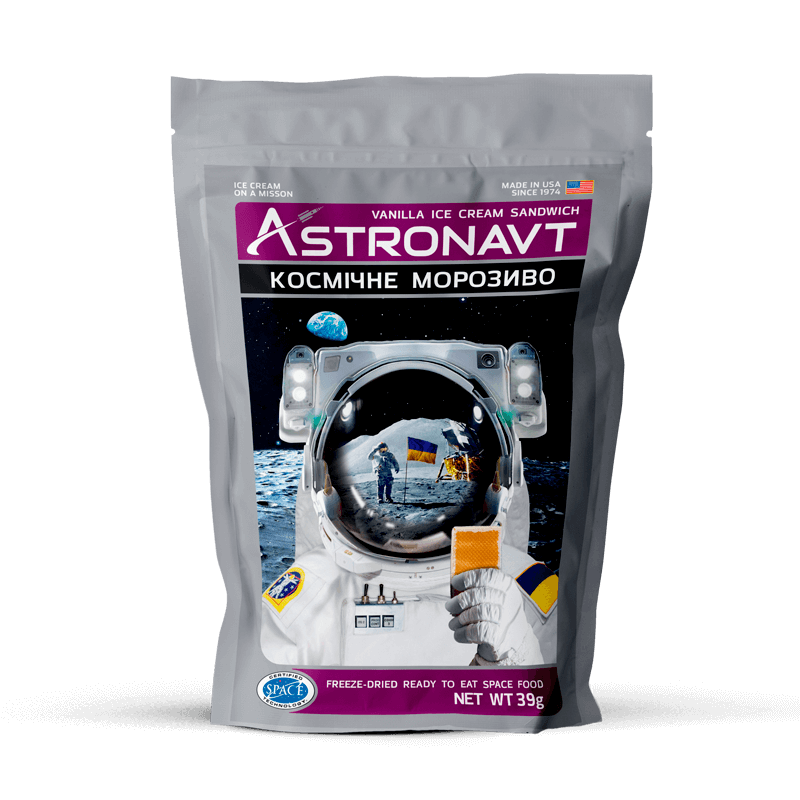 ICE CREAM
ON A MISSON
MADE IN USA
SINCE 1974
VANILLA ICE CREAM SANDWICH
ASTRONAVT
КОСМІЧНЕ МОРОЗИВО
CERTIFIED
SPACE
TECHNOLOGY
FREEZE-DRIED READY TO EAT SPACE FOOD
NET WT 39g